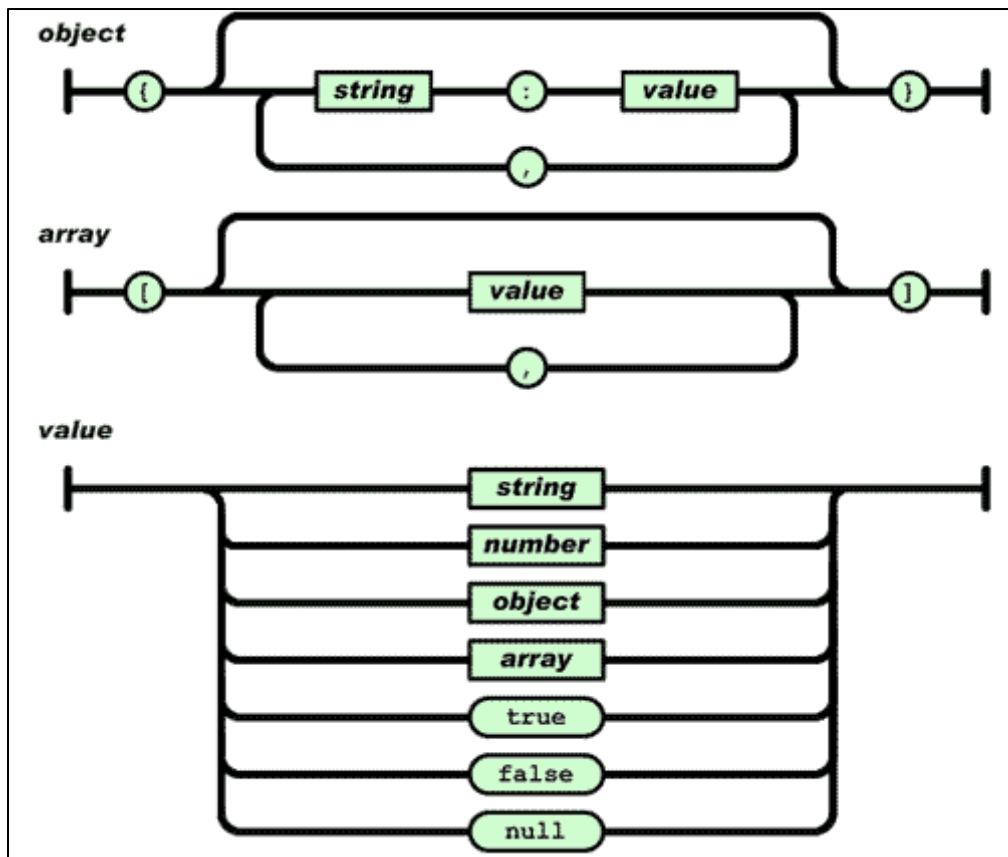 object
{ string : value }
,
array
[ value ]
,
value
string
number
object
array
true
false
null